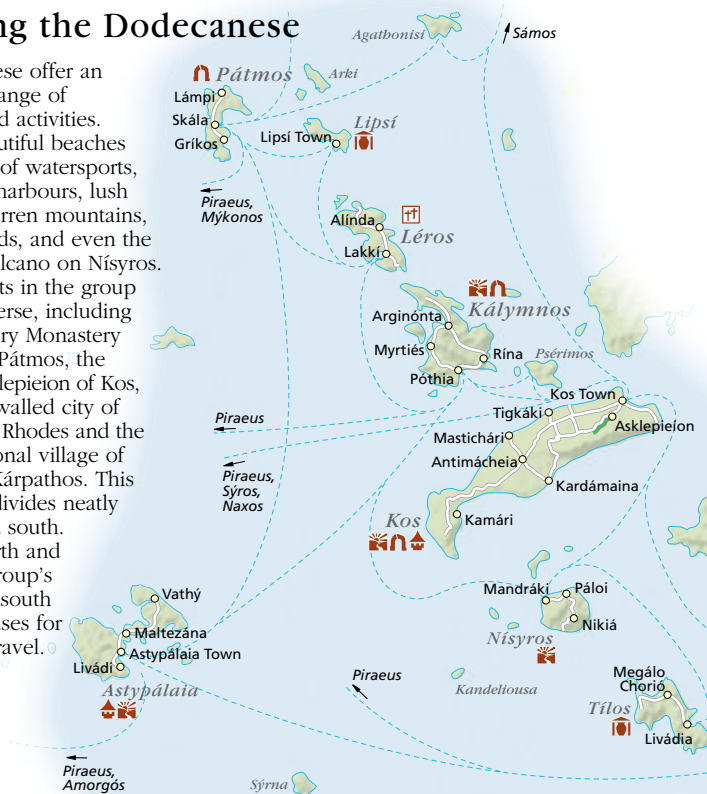 ng the Dodecanese
ese offer an
ange of
d activities.
utiful beaches
of watersports,
harbours, lush
rren mountains,
ds, and even the
lcano on Nísyros.
ts in the group
erse, including
ry Monastery
Pátmos, the
lepieion of Kos,
walled city of
Rhodes and the
onal village of
Kárpathos. This
divides neatly
south.
rth and
roup's
south
ases for
ravel.
Agathonisi
Sámos
Pátmos
Arki
Lámpi
Skála
Gríkos
Lipsí
Lipsí Town
Piraeus,
Mýkonos
Alínda
Léros
Lakkí
Kálymnos
Arginónta
Myrtiés
Rína
Psérimos
Póthia
Kos Town
Tigkáki
Asklepieíon
Piraeus
Mastichári
Antimácheia
Piraeus,
Sýros,
Naxos
Kardámaina
Kos
Kamári
Mandráki
Páloi
Nikiá
Nísyros
Vathý
Maltezána
Astypálaia Town
Livádi
Astypálaia
Piraeus
Kandeliousa
Megálo
Chorió
Tílos
Livádia
Piraeus,
Amorgós
Sýrna